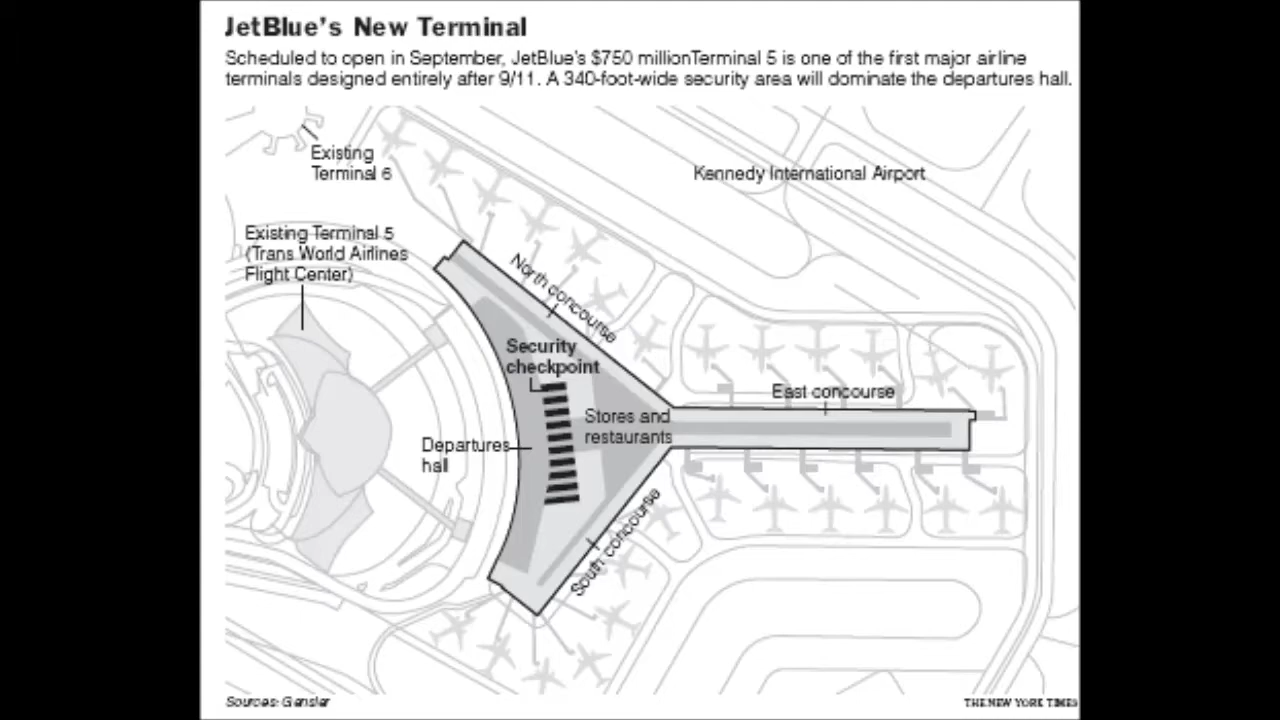 JetBlue's New Terminal
Scheduled to open in September, JetBlue's $750 millionTerminal 5 is one of the first major airline
terminals designed entirely after 9/11. A 340-foot-wide security area will dominate the departures hall.
Existing
Terminal 6
Kennedy International Airport
Existing Terminal 5
(Trans World Airlines
Flight Center)
North concourse
Security
checkpoint
East concourse
Stores and
restaurants
Departures
hall
South concourse
Sources: Gensler
THE NEW YORK TIMES